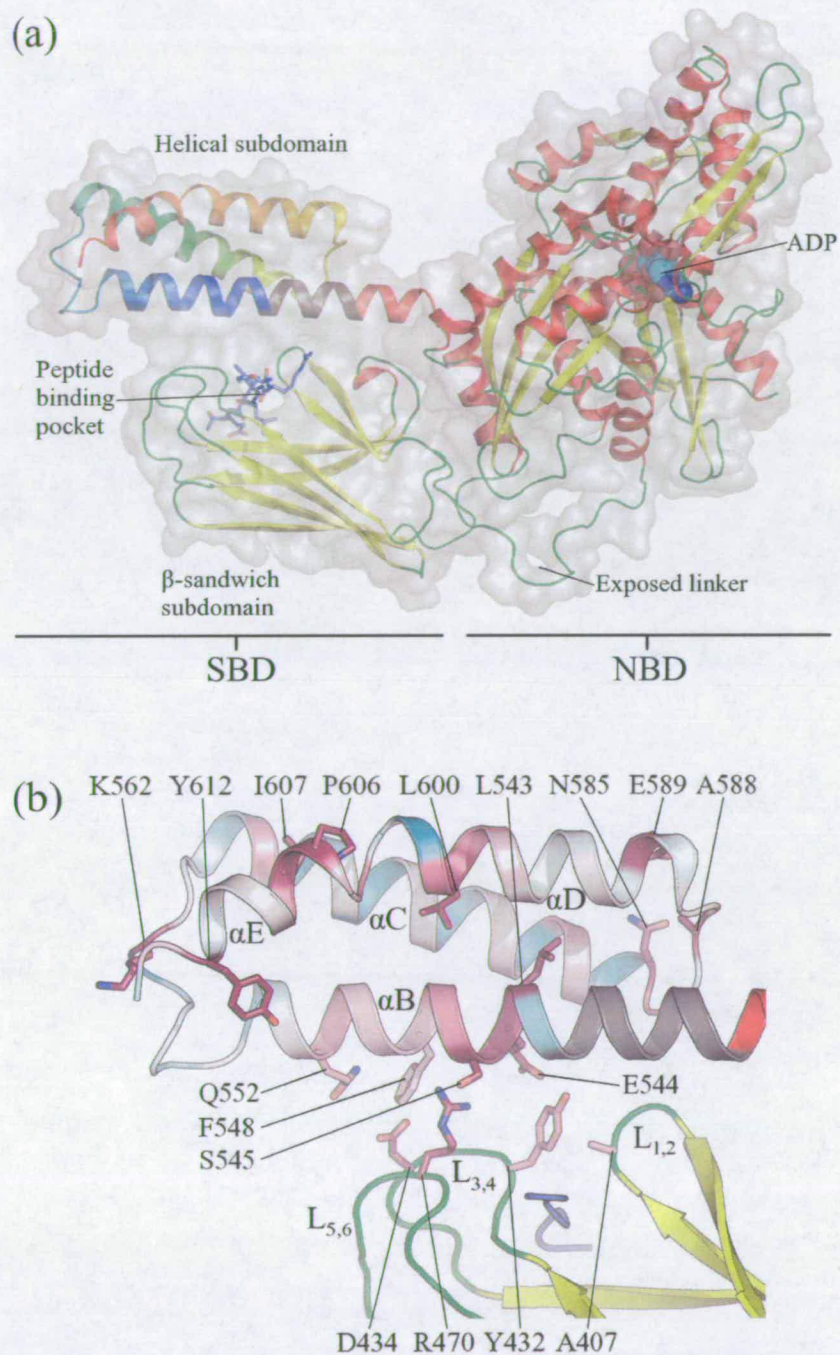 (a)
Helical subdomain
ADP
Peptide
binding
pocket
β-sandwich
subdomain
Exposed linker
SBD NBD
(b)
K562 Y612 I607 P606 L600 L543 N585 E589 A588
αD
αE αC
αB
Q552
F548
S545
E544
L1,2
L3,4
L5,6
D434 R470 Y432 A407